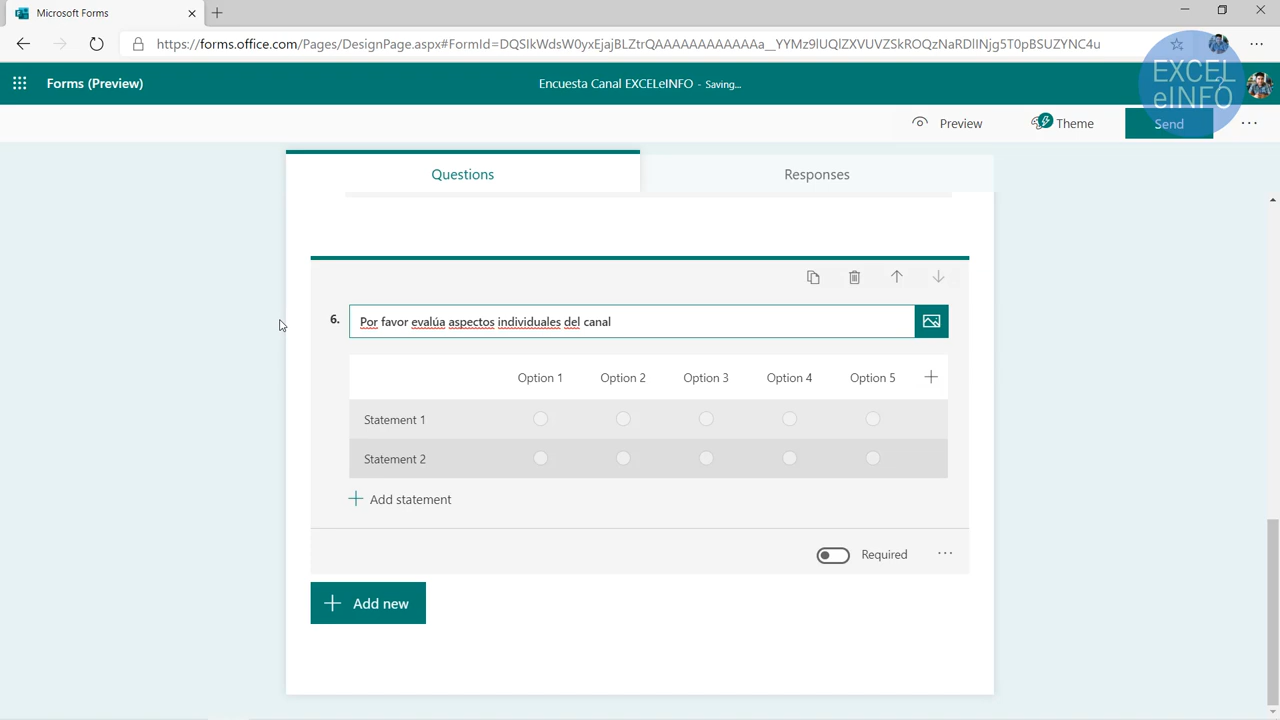 Microsoft Forms
https://forms.office.com/Pages/DesignPage.aspx#FormId=DQSIkWdsW0yxEjajBLZtrQAAAAAAAAAAAAa__YYMz9lUQlZXVUVZSkROQzNaRDlINjg5T0pBSUZYNC4u
Forms (Preview)
Encuesta Canal EXCELeINFO - Saving...
EXCEL
eINFO
Preview
Theme
Send
Questions
Responses
6.
Por favor evalúa aspectos individuales del canal
Option 1
Option 2
Option 3
Option 4
Option 5
Statement 1
Statement 2
Add statement
Required
Add new